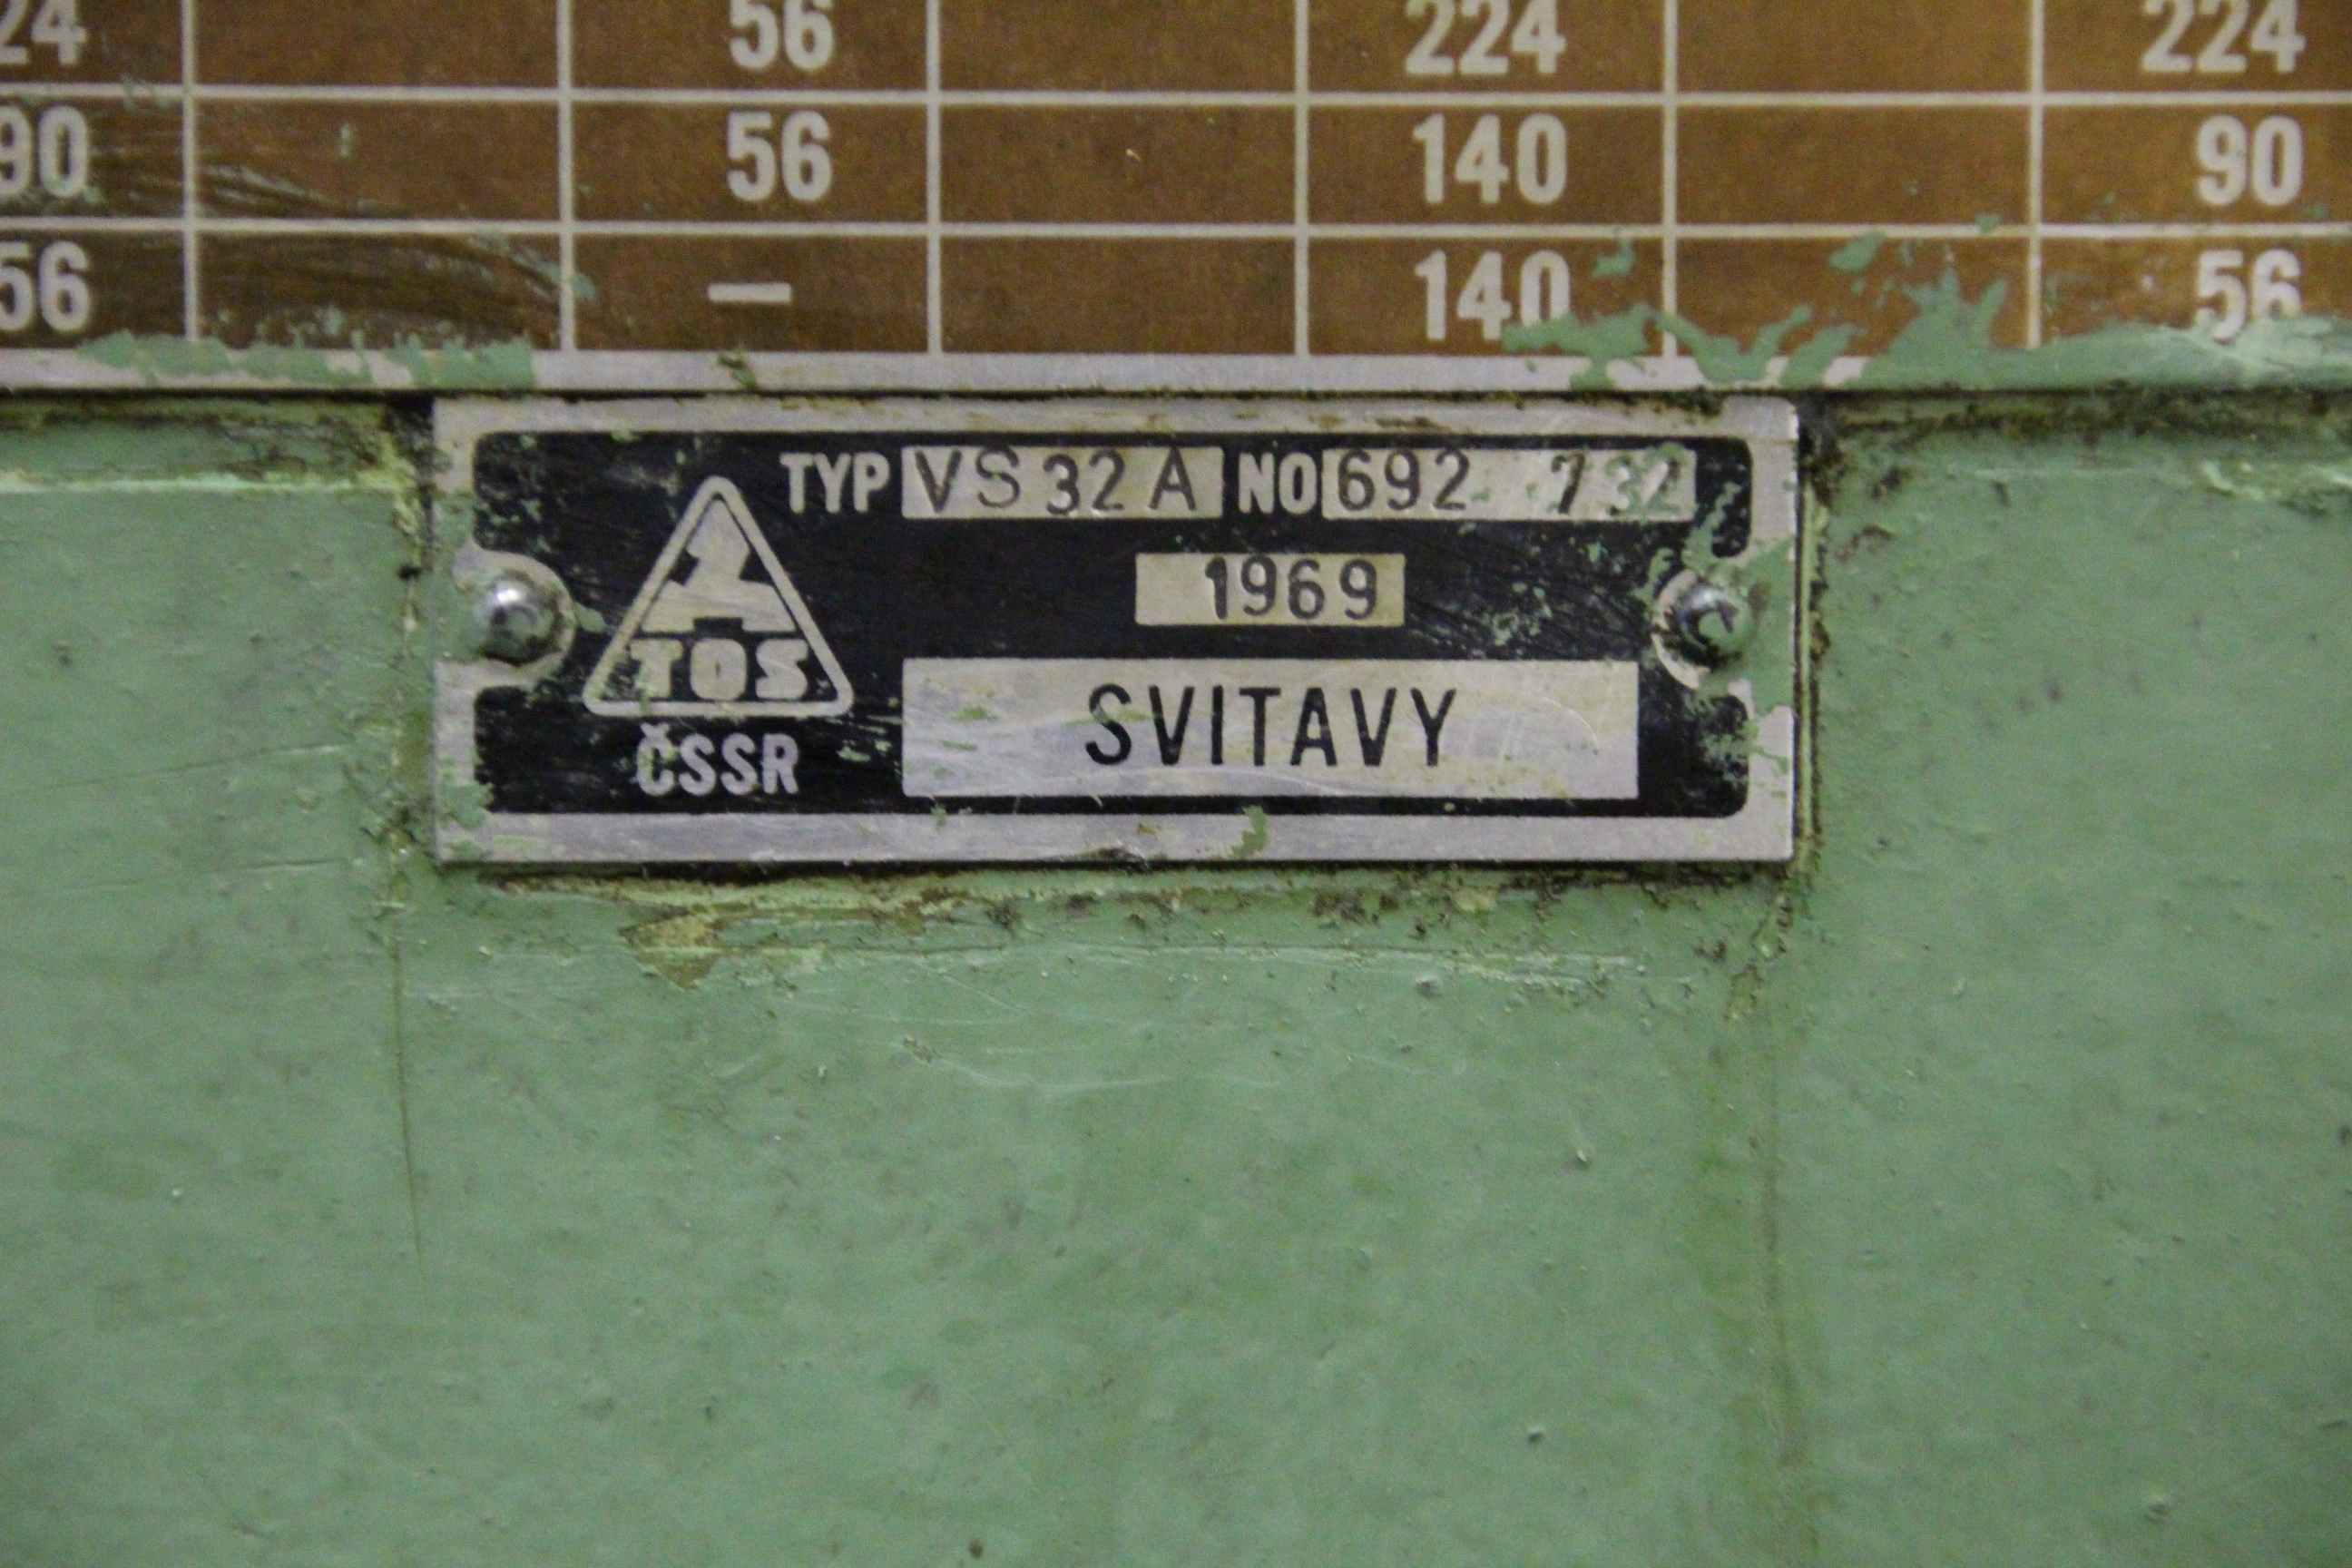 24 56 224 224
90 56 140 90
56 – 140 56
TYP VS 32 A NO 692 732
1969
TOS
SVITAVY
ČSSR